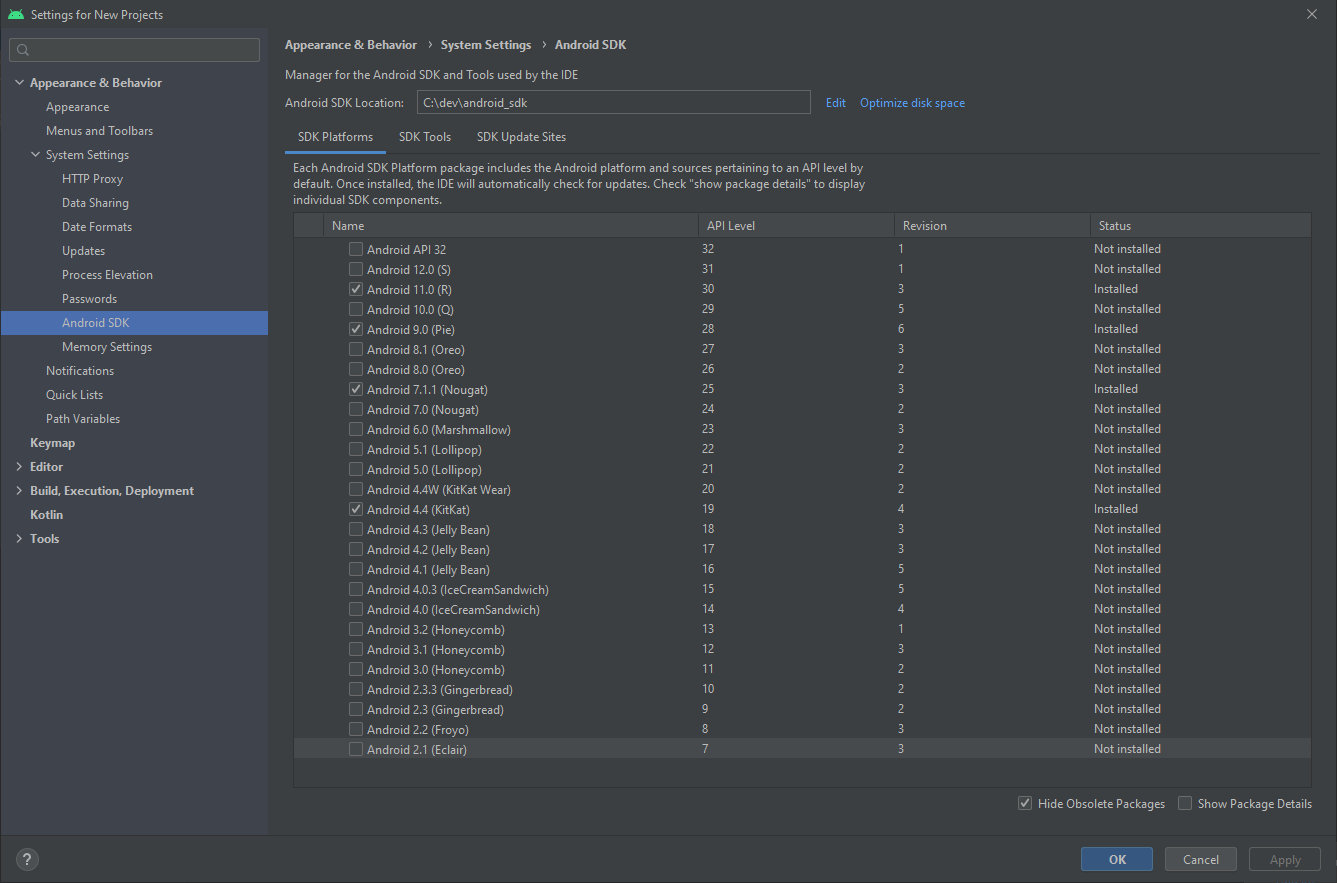 Settings for New Projects
Appearance & Behavior
Appearance
Menus and Toolbars
System Settings
HTTP Proxy
Data Sharing
Date Formats
Updates
Process Elevation
Passwords
Android SDK
Memory Settings
Notifications
Quick Lists
Path Variables
Keymap
Editor
Build, Execution, Deployment
Kotlin
Tools
Appearance & Behavior › System Settings › Android SDK
Manager for the Android SDK and Tools used by the IDE
Android SDK Location: C:\dev\android_sdk Edit Optimize disk space
SDK Platforms SDK Tools SDK Update Sites
Each Android SDK Platform package includes the Android platform and sources pertaining to an API level by
default. Once installed, the IDE will automatically check for updates. Check "show package details" to display
individual SDK components.
Name API Level Revision Status
Android API 32 32 1 Not installed
Android 12.0 (S) 31 1 Not installed
Android 11.0 (R) 30 3 Installed
Android 10.0 (Q) 29 5 Not installed
Android 9.0 (Pie) 28 6 Installed
Android 8.1 (Oreo) 27 3 Not installed
Android 8.0 (Oreo) 26 2 Not installed
Android 7.1.1 (Nougat) 25 3 Installed
Android 7.0 (Nougat) 24 2 Not installed
Android 6.0 (Marshmallow) 23 3 Not installed
Android 5.1 (Lollipop) 22 2 Not installed
Android 5.0 (Lollipop) 21 2 Not installed
Android 4.4W (KitKat Wear) 20 2 Not installed
Android 4.4 (KitKat) 19 4 Installed
Android 4.3 (Jelly Bean) 18 3 Not installed
Android 4.2 (Jelly Bean) 17 3 Not installed
Android 4.1 (Jelly Bean) 16 5 Not installed
Android 4.0.3 (IceCreamSandwich) 15 5 Not installed
Android 4.0 (IceCreamSandwich) 14 4 Not installed
Android 3.2 (Honeycomb) 13 1 Not installed
Android 3.1 (Honeycomb) 12 3 Not installed
Android 3.0 (Honeycomb) 11 2 Not installed
Android 2.3.3 (Gingerbread) 10 2 Not installed
Android 2.3 (Gingerbread) 9 2 Not installed
Android 2.2 (Froyo) 8 3 Not installed
Android 2.1 (Eclair) 7 3 Not installed
Hide Obsolete Packages Show Package Details
? OK Cancel Apply